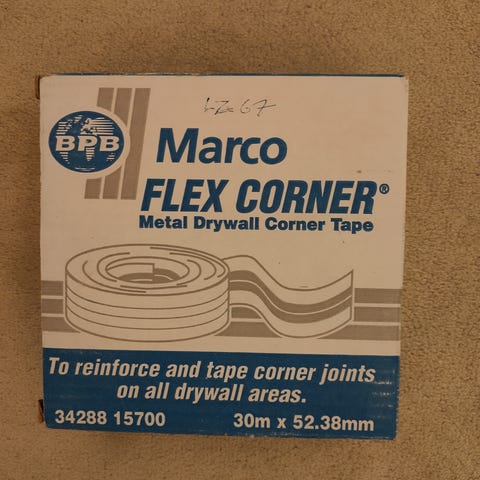 BPB
Marco
FLEX CORNER®
Metal Drywall Corner Tape
To reinforce and tape corner joints
on all drywall areas.
34288 15700 30m x 52.38mm